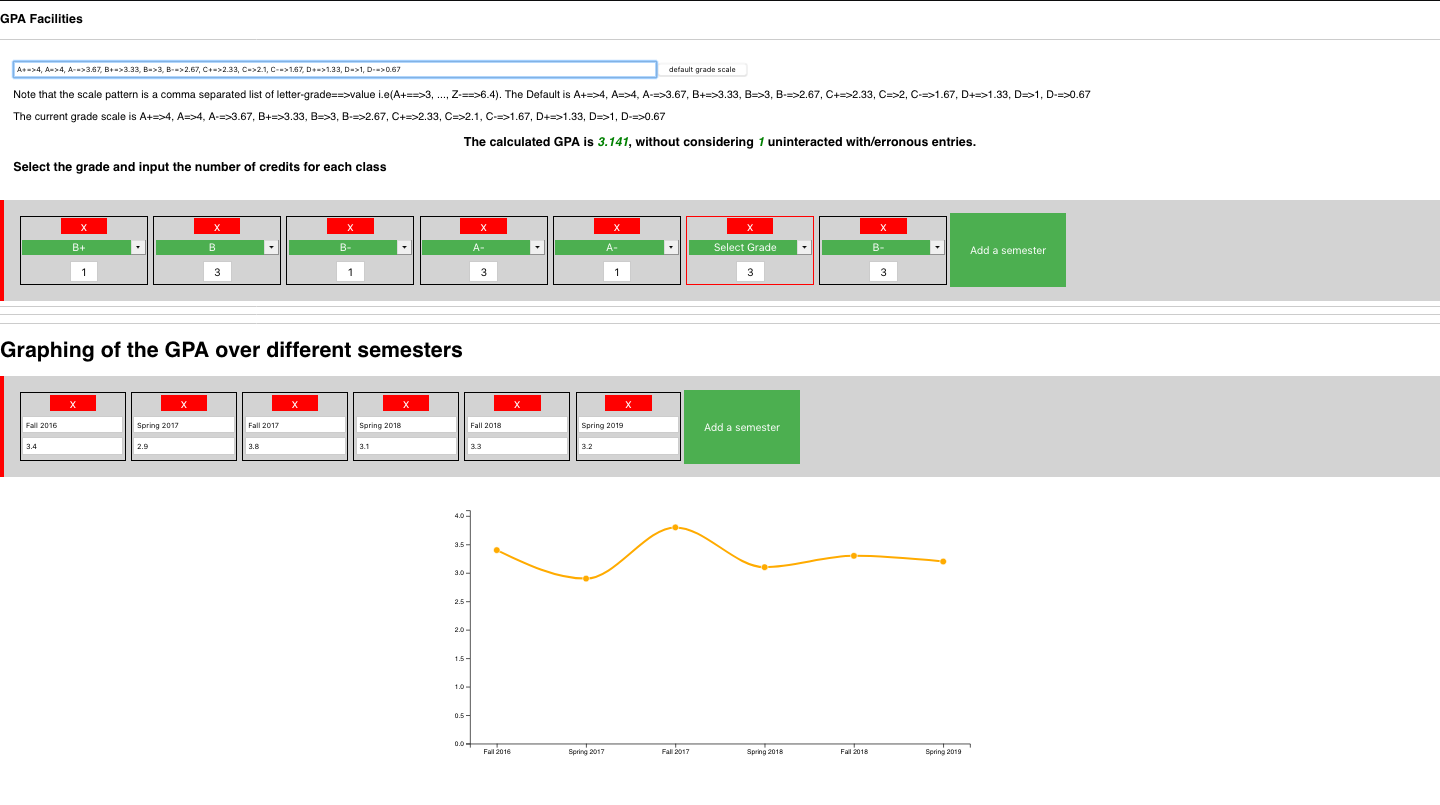 GPA Facilities
A+=>4, A=>4, A-=>3.67, B+=>3.33, B=>3, B-=>2.67, C+=>2.33, C=>2.1, C-=>1.67, D+=>1.33, D=>1, D-=>0.67 default grade scale
Note that the scale pattern is a comma separated list of letter-grade==>value i.e(A+==>3, ..., Z-==>6.4). The Default is A+=>4, A=>4, A-=>3.67, B+=>3.33, B=>3, B-=>2.67, C+=>2.33, C=>2, C-=>1.67, D+=>1.33, D=>1, D-=>0.67
The current grade scale is A+=>4, A=>4, A-=>3.67, B+=>3.33, B=>3, B-=>2.67, C+=>2.33, C=>2.1, C-=>1.67, D+=>1.33, D=>1, D-=>0.67
The calculated GPA is 3.141, without considering 1 uninteracted with/erronous entries.
Select the grade and input the number of credits for each class
X X X X X X X
B+ B B- A- A- Select Grade B- Add a semester
1 3 1 3 1 3 3
Graphing of the GPA over different semesters
X X X X X X
Fall 2016 Spring 2017 Fall 2017 Spring 2018 Fall 2018 Spring 2019 Add a semester
3.4 2.9 3.8 3.1 3.3 3.2
4.0
3.5
3.0
2.5
2.0
1.5
1.0
0.5
0.0
Fall 2016 Spring 2017 Fall 2017 Spring 2018 Fall 2018 Spring 2019